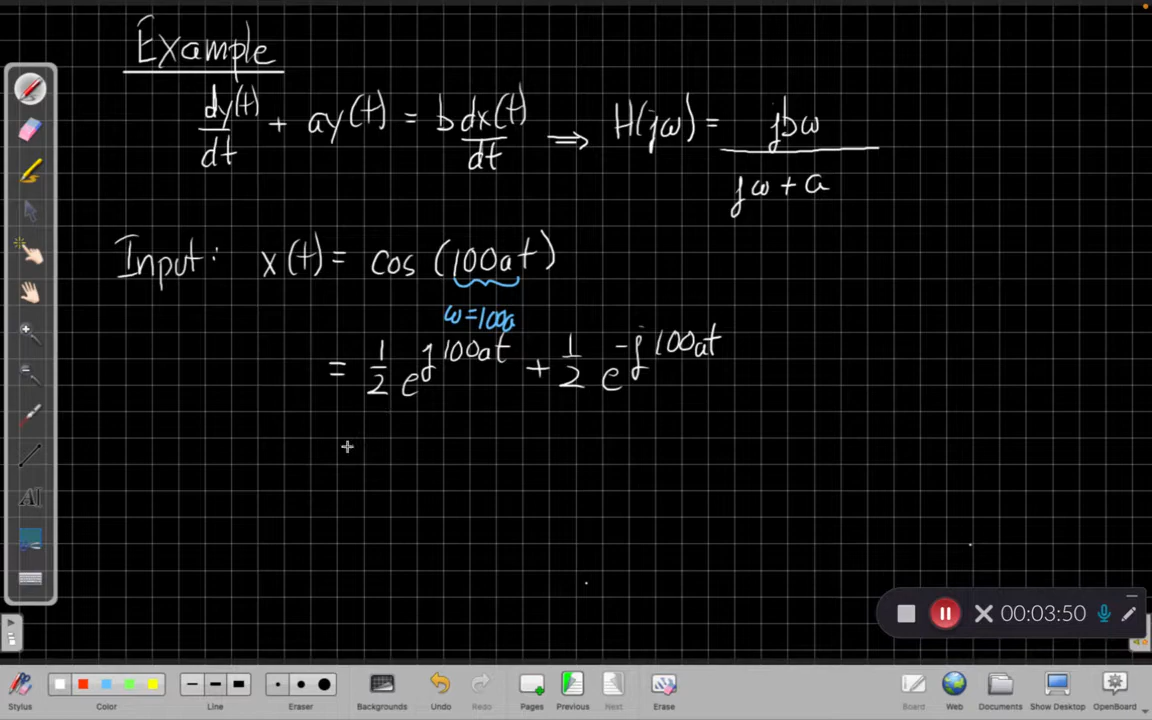 Example
dy(t)/dt + ay(t) = b dx(t)/dt ⟹ H(jω) = jbω/(jω + a)
Input: x(t) = cos (100at)
ω=100a
= 1/2 e^{j100at} + 1/2 e^{-j100at}
00:03:50
Stylus
Color
Line
Eraser
Backgrounds
Undo
Redo
Pages
Previous
Next
Erase
Board
Web
Documents
Show Desktop
OpenBoard